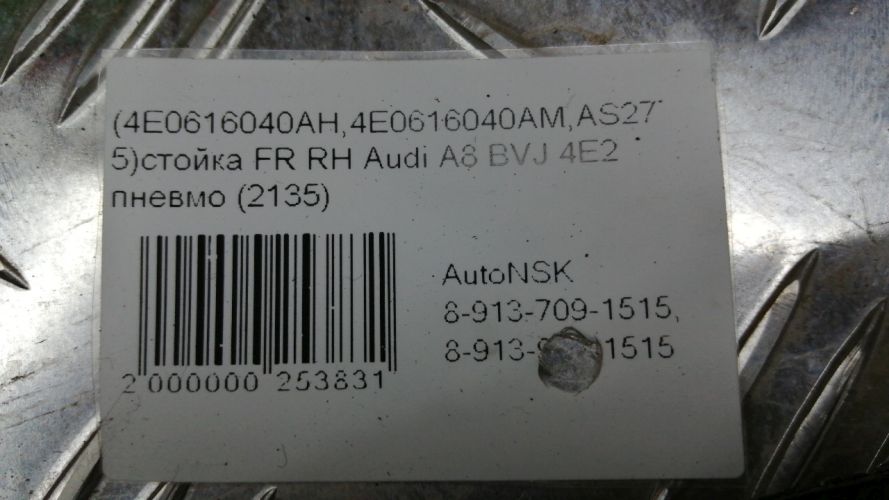 (4E0616040AH,4E0616040AM,AS277
5)стойка FR RH Audi A8 BVJ 4E2
пневмо (2135)
AutoNSK
8-913-709-1515,
2 000000 253831